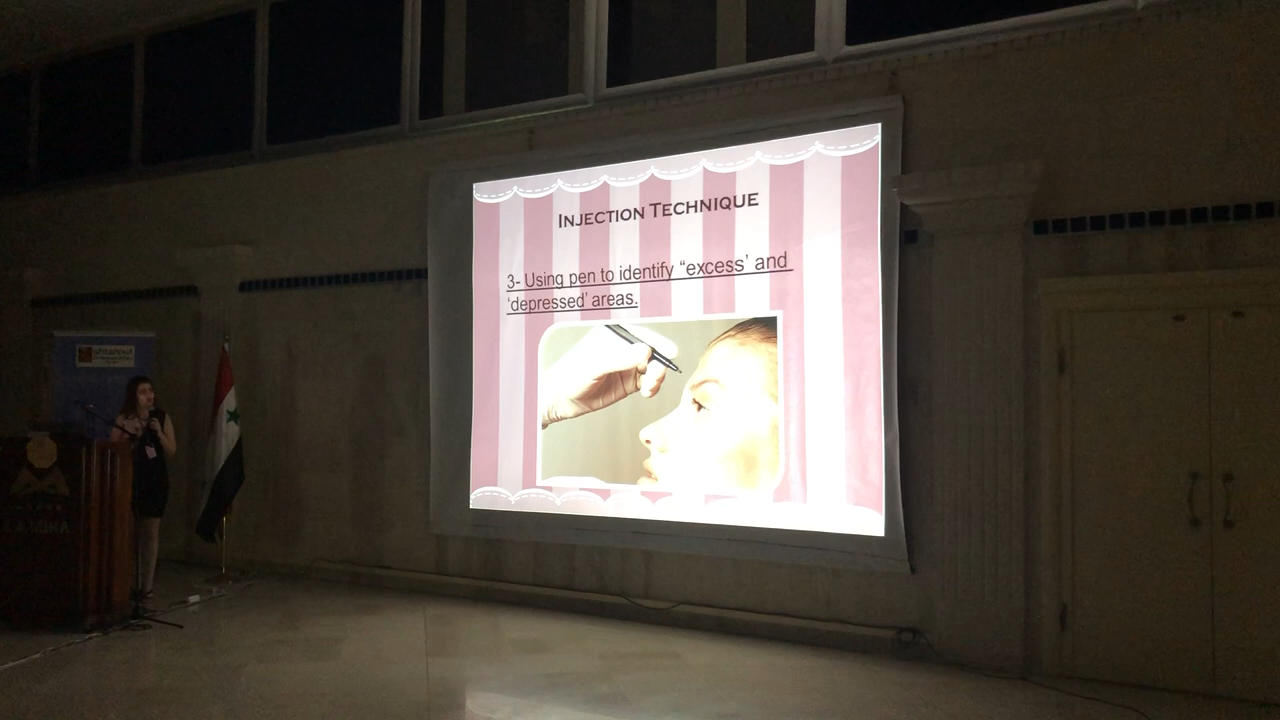 INJECTION TECHNIQUE
3- Using pen to identify “excess’ and
‘depressed’ areas.